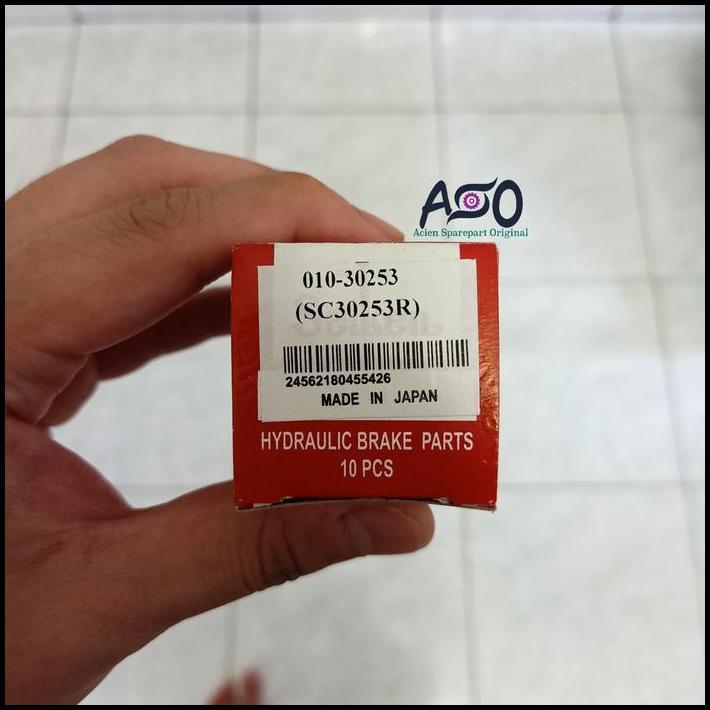 ASO
Acien Sparepart Original
010-30253
(SC30253R)
24562180455426
MADE IN JAPAN
HYDRAULIC BRAKE PARTS
10 PCS